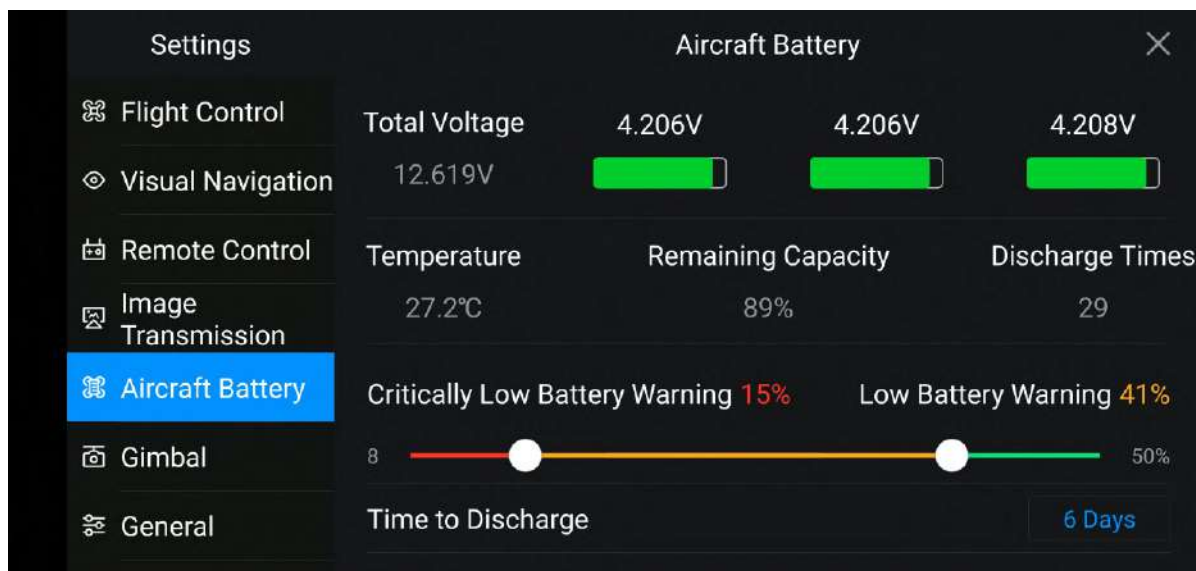 Settings
Aircraft Battery
Flight Control
Visual Navigation
Remote Control
Image
Transmission
Aircraft Battery
Gimbal
General
Total Voltage 4.206V 4.206V 4.208V
12.619V
Temperature Remaining Capacity Discharge Times
27.2℃ 89% 29
Critically Low Battery Warning 15% Low Battery Warning 41%
8 50%
Time to Discharge 6 Days